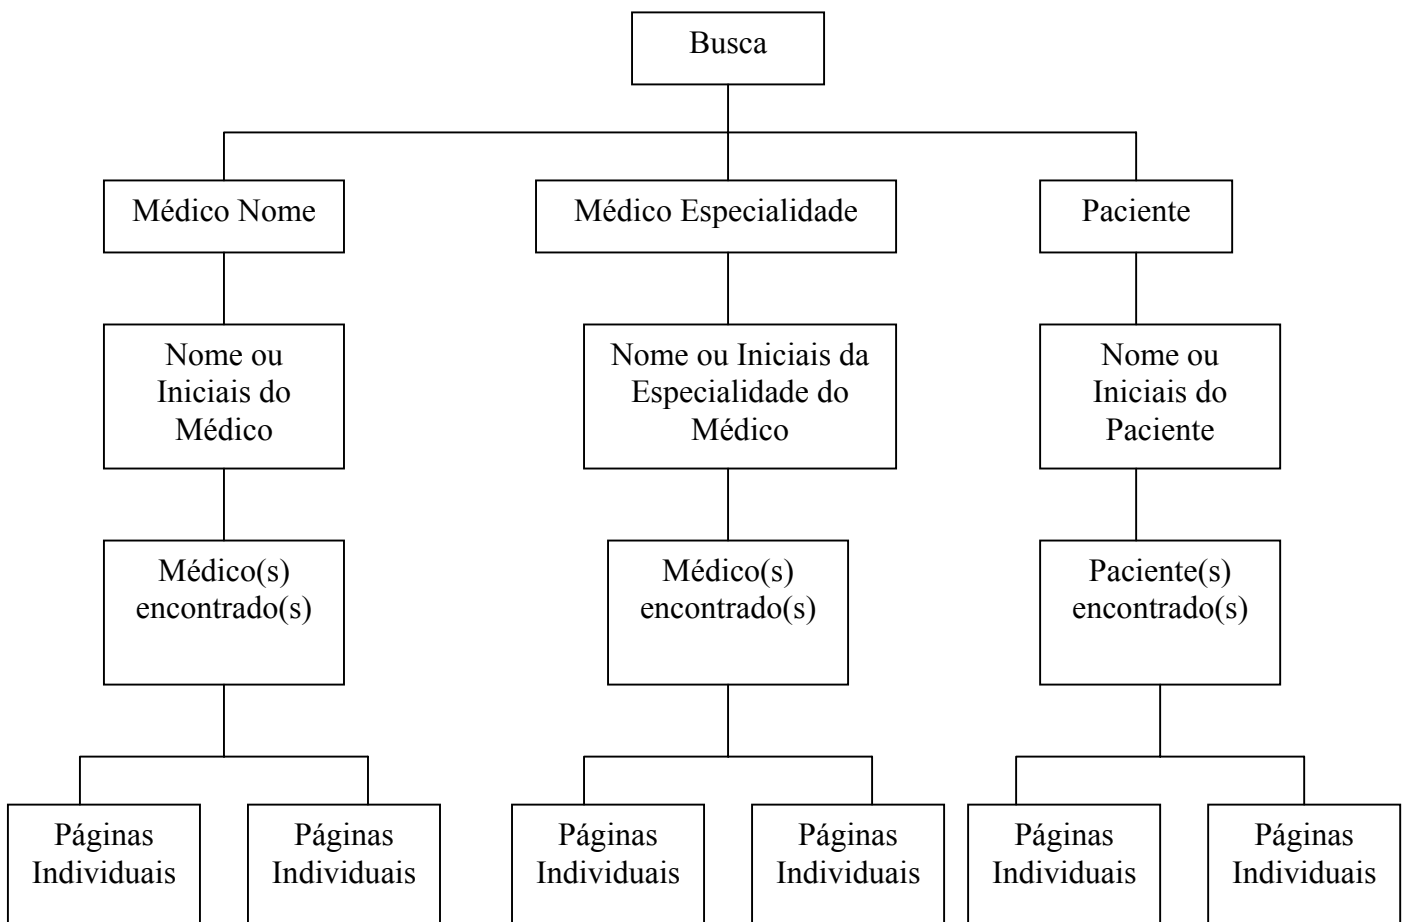 Busca
Médico Nome
Médico Especialidade
Paciente
Nome ou
Iniciais do
Médico
Nome ou Iniciais da
Especialidade do
Médico
Nome ou
Iniciais do
Paciente
Médico(s)
encontrado(s)
Médico(s)
encontrado(s)
Paciente(s)
encontrado(s)
Páginas
Individuais
Páginas
Individuais
Páginas
Individuais
Páginas
Individuais
Páginas
Individuais
Páginas
Individuais